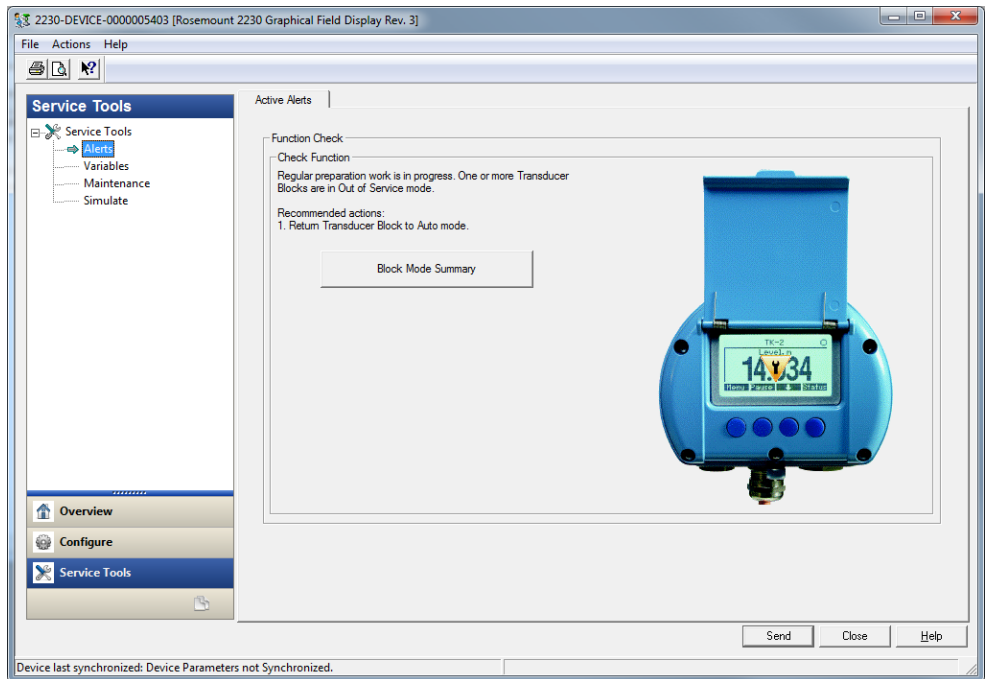 2230-DEVICE-0000005403 [Rosemount 2230 Graphical Field Display Rev. 3]
File Actions Help
Service Tools
Service Tools
Alerts
Variables
Maintenance
Simulate
Overview
Configure
Service Tools
Active Alerts
Function Check
Check Function
Regular preparation work is in progress. One or more Transducer
Blocks are in Out of Service mode.
Recommended actions:
1. Return Transducer Block to Auto mode.
Block Mode Summary
TK-2
Level.m
Menu Pause Status
Send Close Help
Device last synchronized: Device Parameters not Synchronized.